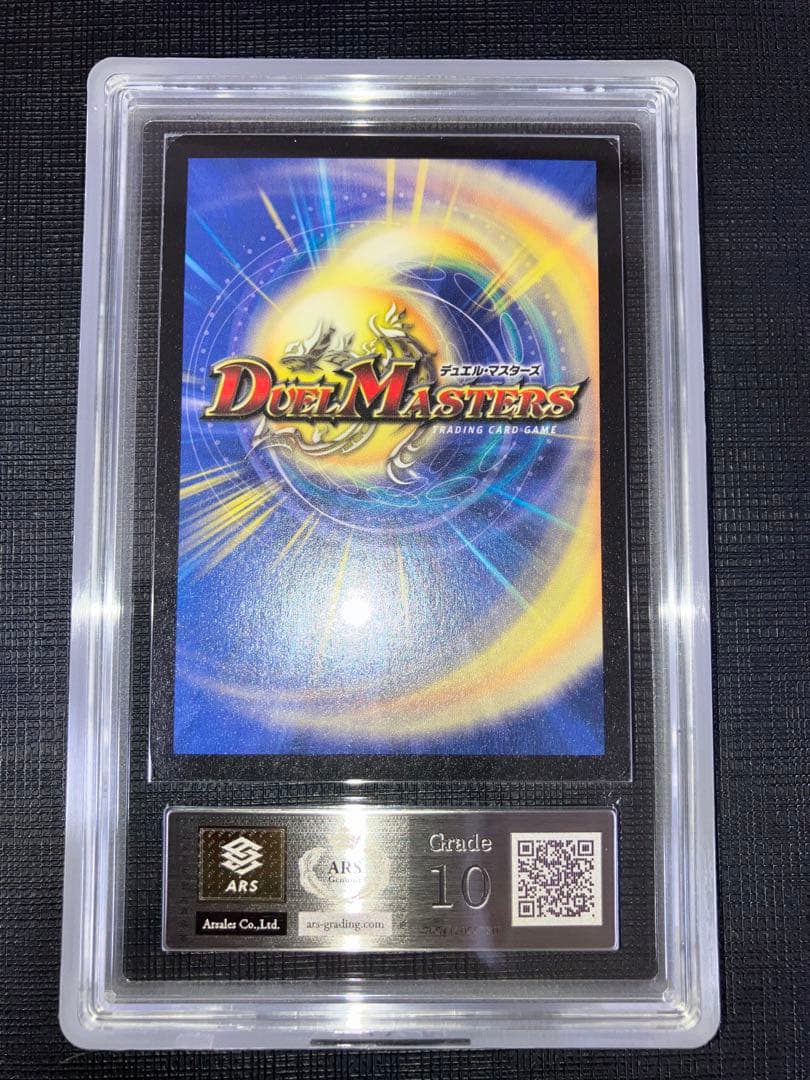 デュエル・マスターズ
DUEL MASTERS
TRADING CARD GAME
ARS
Arsales Co.,Ltd.
ARS
Genuine
ars-grading.com
Grade
10